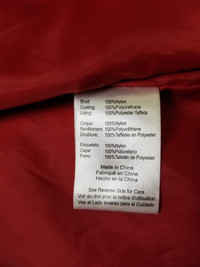 Shell: 100%Nylon
Coating: 100%Polyurethane
Lining: 100%Polyester Taffeta
Coque: 100%Nylon
Revêtement: 100%Polyuréthane
Doublure: 100%Taffetas en Polyester
Esqueleto: 100%Nylon
Capa: 100%Poliuretano
Forro: 100%Tafetán de Polyester
Made in China
Fabriqué en Chine
Hecho en la China
See Reverse Side for Care
Voir au dos pour la notice d'utilisation
Vea el Lado inverso para el Cuidado